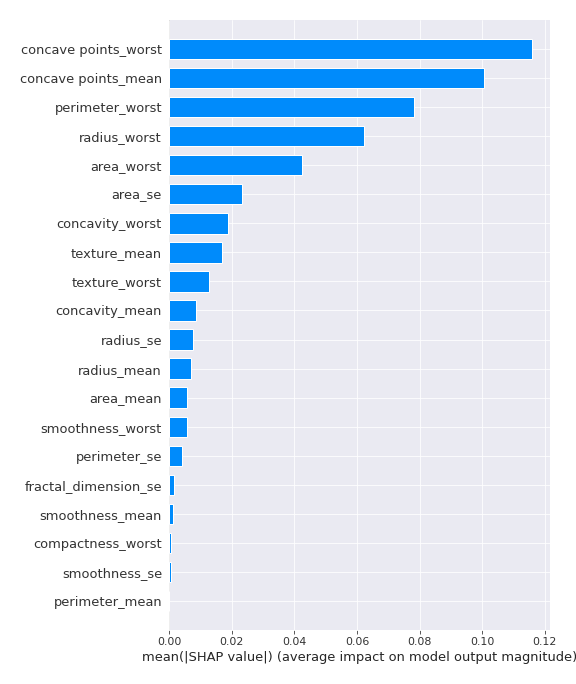 concave points_worst
concave points_mean
perimeter_worst
radius_worst
area_worst
area_se
concavity_worst
texture_mean
texture_worst
concavity_mean
radius_se
radius_mean
area_mean
smoothness_worst
perimeter_se
fractal_dimension_se
smoothness_mean
compactness_worst
smoothness_se
perimeter_mean
0.00 0.02 0.04 0.06 0.08 0.10 0.12
mean(|SHAP value|) (average impact on model output magnitude)